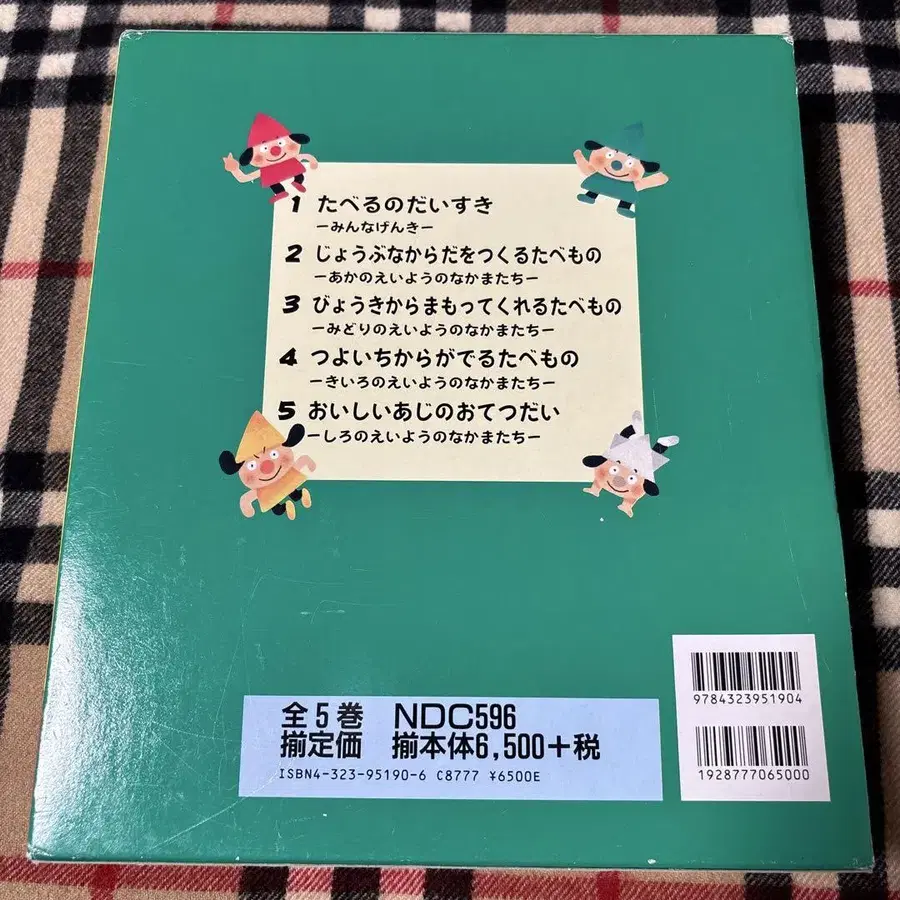 1 たべるのだいすき
ーみんなげんきー
2 じょうぶなからだをつくるたべもの
ーあかのえいようのなかまたちー
3 びょうきからまもってくれるたべもの
ーみどりのえいようのなかまたちー
4 つよいちからがでるたべもの
ーきいろのえいようのなかまたちー
5 おいしいあじのおてつだい
ーしろのえいようのなかまたちー
9784323951904
1928777065000
全5巻 NDC596
揃定価 揃本体6,500+税
ISBN4-323-95190-6 C8777 ¥6500E